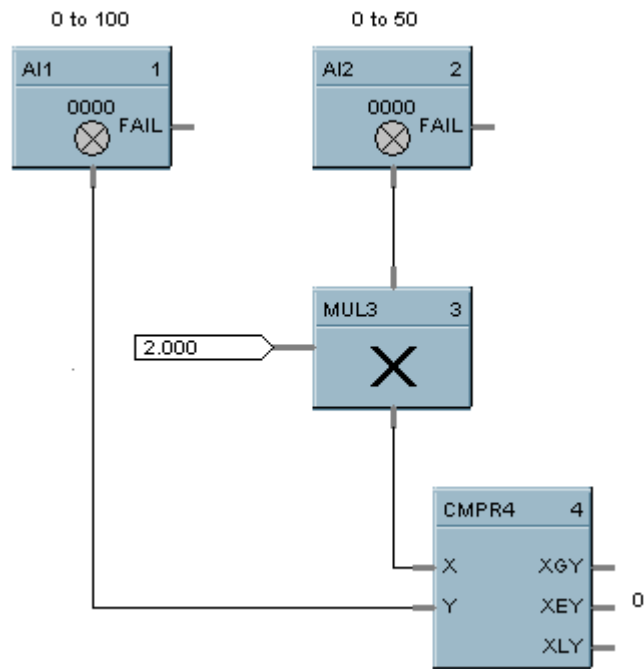 0 to 100
0 to 50
AI1 1
0000
FAIL
AI2 2
0000
FAIL
MUL3 3
2.000
X
CMPR4 4
X XGY
Y XEY
0
XLY